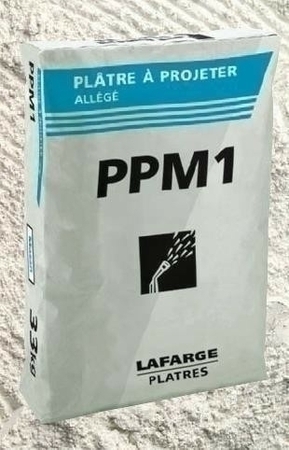 PLÂTRE À PROJETER
ALLÉGÉ
PPM1
LAFARGE
PLATRES
PPM1
33kg